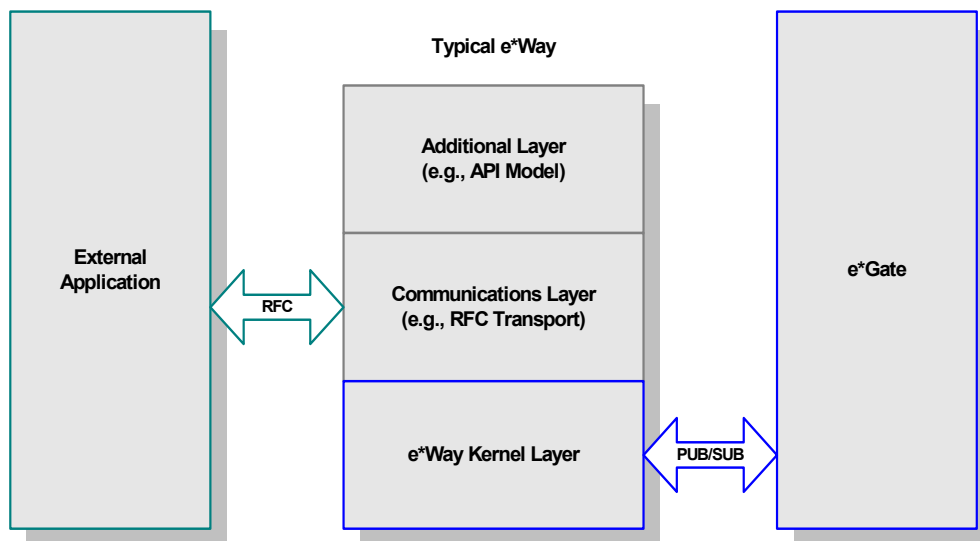 Typical e*Way
External
Application
RFC
Additional Layer
(e.g., API Model)
Communications Layer
(e.g., RFC Transport)
e*Way Kernel Layer
PUB/SUB
e*Gate